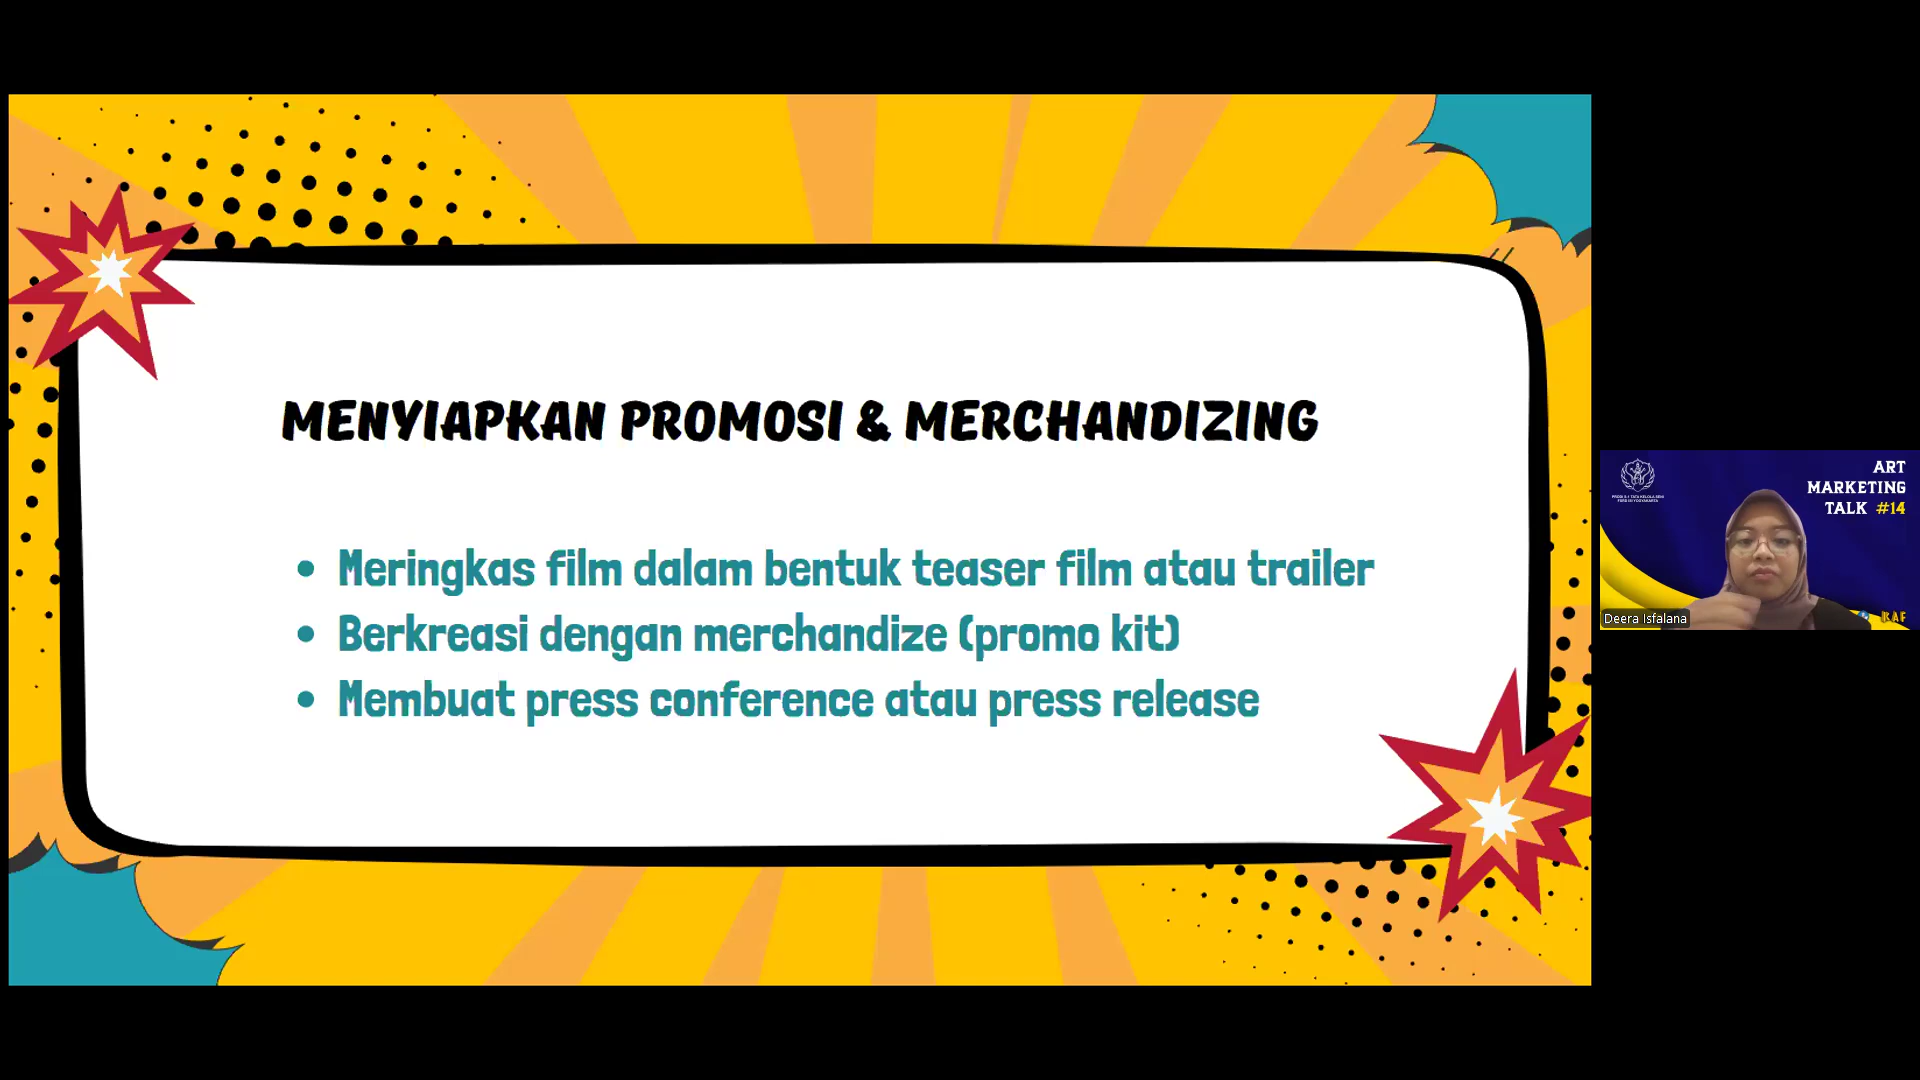 MENYIAPKAN PROMOSI & MERCHANDIZING
• Meringkas film dalam bentuk teaser film atau trailer
• Berkreasi dengan merchandize (promo kit)
• Membuat press conference atau press release
ART
MARKETING
TALK #14
Deera Isfalana